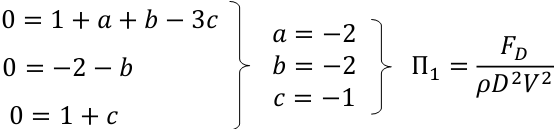 0 = 1 + a + b − 3c
0 = −2 − b
0 = 1 + c
a = −2
b = −2
c = −1
Π₁ = F_D / ρD²V²